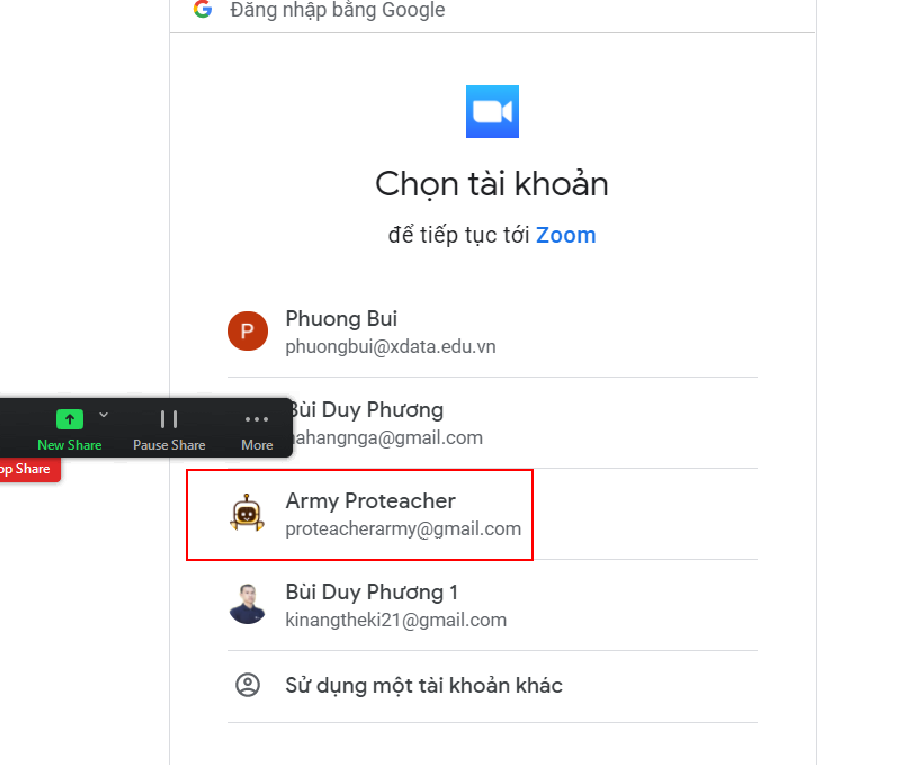 Đăng nhập bằng Google
Chọn tài khoản
để tiếp tục tới Zoom
P
Phuong Bui
phuongbui@xdata.edu.vn
Bùi Duy Phương
ahangnga@gmail.com
New Share
Pause Share
More
op Share
Army Proteacher
proteacherarmy@gmail.com
Bùi Duy Phương 1
kinangtheki21@gmail.com
Sử dụng một tài khoản khác